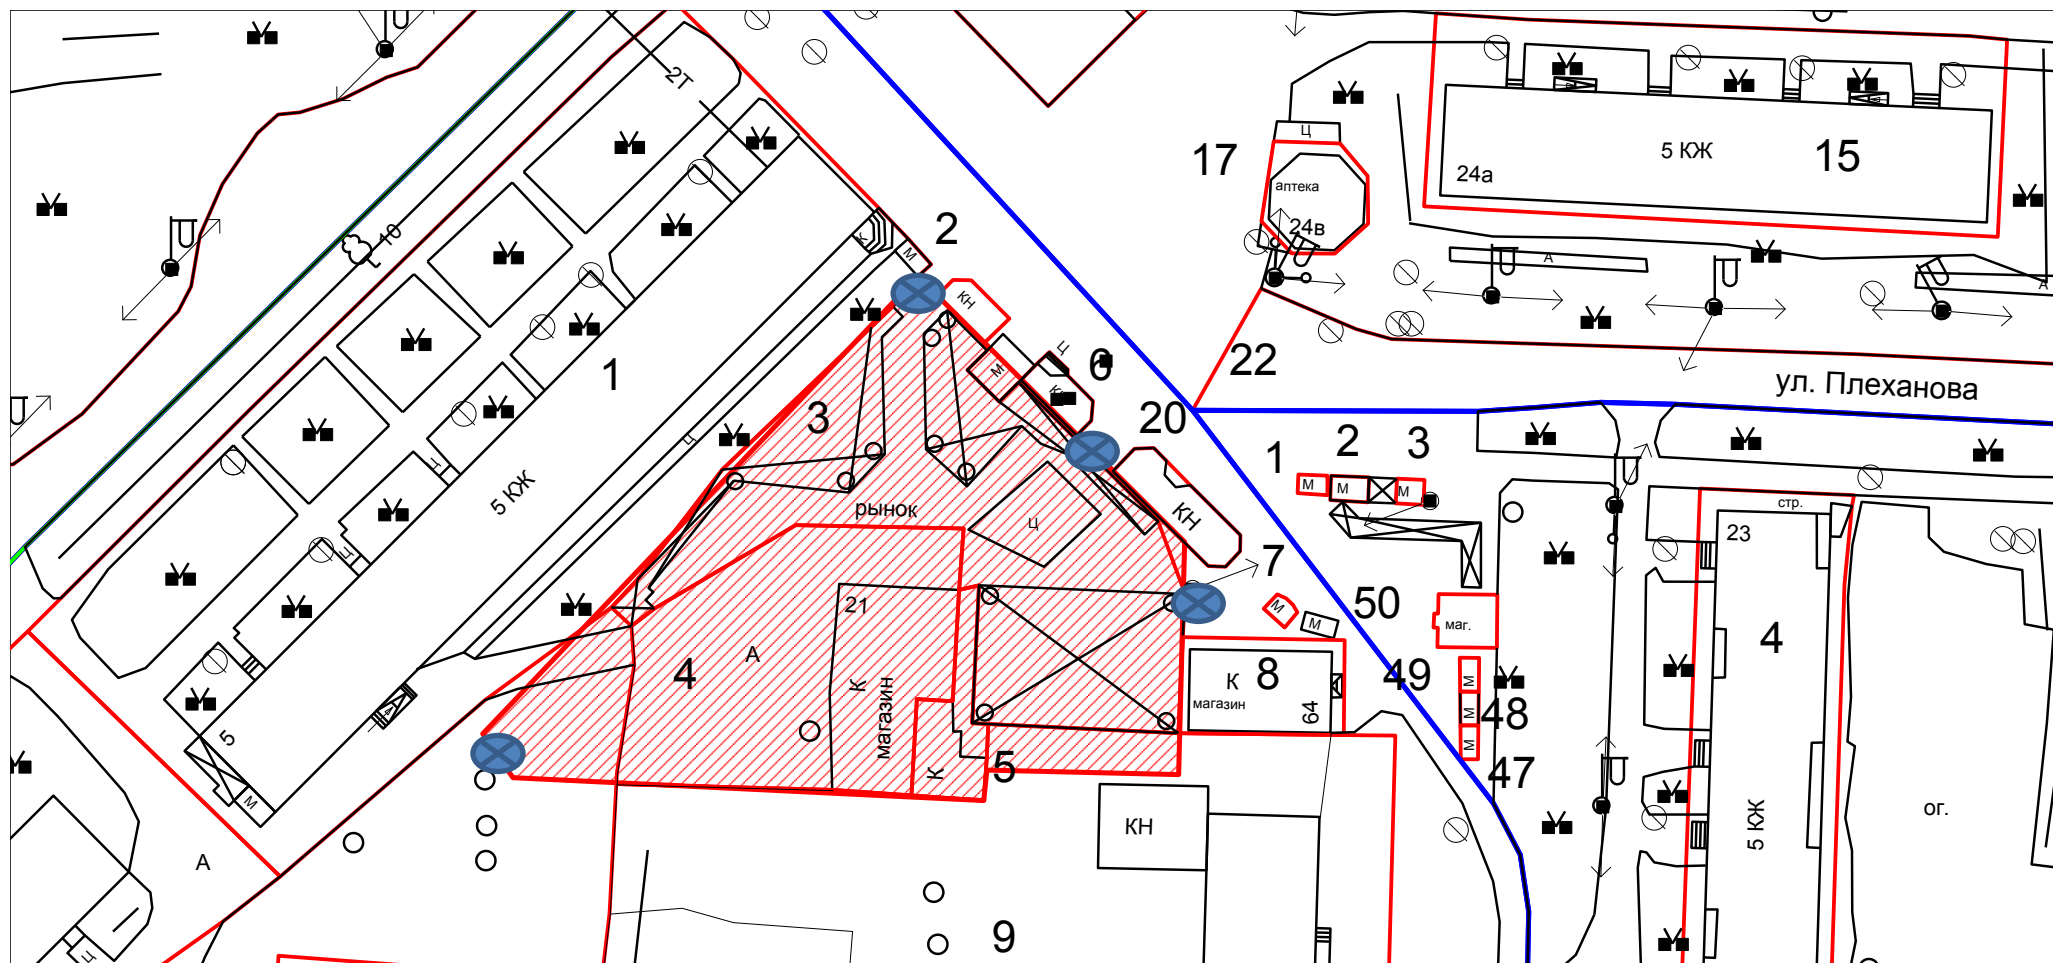 2Т
10
17
Ц
аптека
24в
24а
5 КЖ
15
А
А
2
К
М
КН
М
Ц
6
22
ул. Плеханова
1
3
20
1
2
3
М
М
М
Ц
5 КЖ
рынок
Ц
КН
стр.
23
Ц
Ц
21
7
М
М
50
маг.
4
4
А
К
магазин
К
8
магазин
64
49
М
М
48
М
47
5
М
К
5
А
КН
5 КЖ
ог.
9
Ц